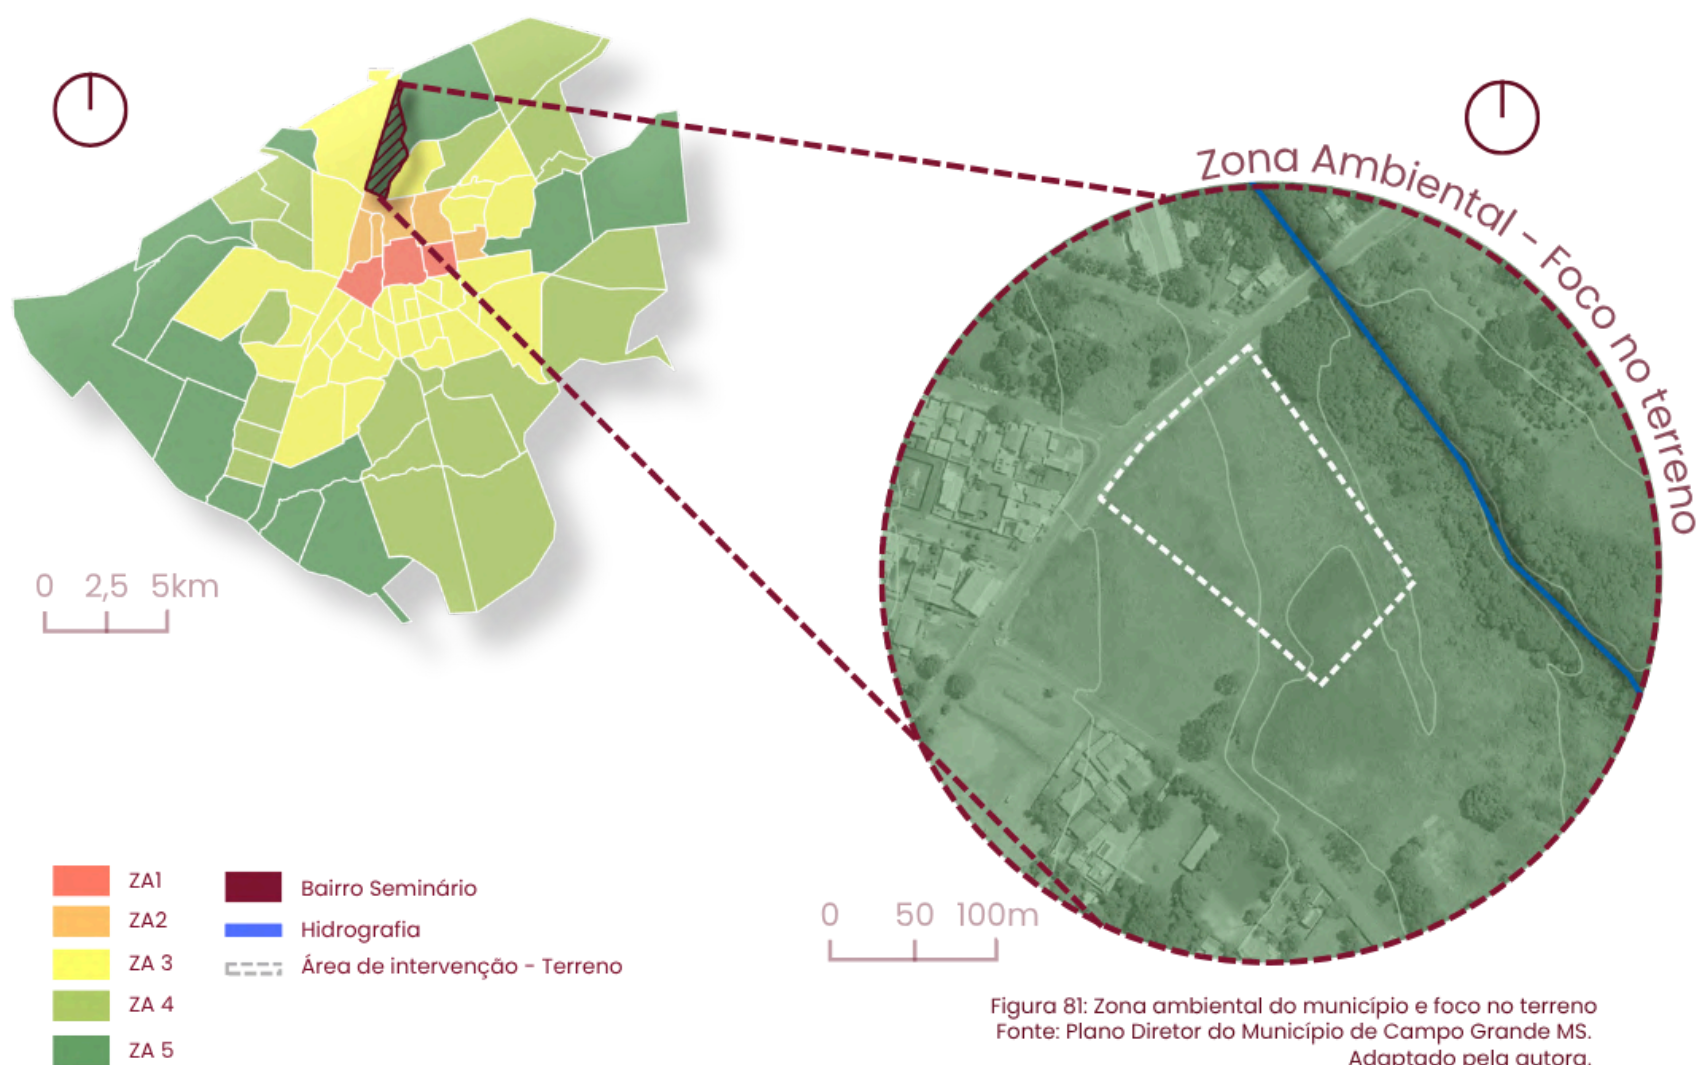 Zona Ambiental - Foco no terreno
0 2,5 5km
ZA1
ZA2
ZA 3
ZA 4
ZA 5
Bairro Seminário
Hidrografia
Área de intervenção - Terreno
0 50 100m
Figura 81: Zona ambiental do município e foco no terreno
Fonte: Plano Diretor do Município de Campo Grande MS.
Adaptado pela autora.